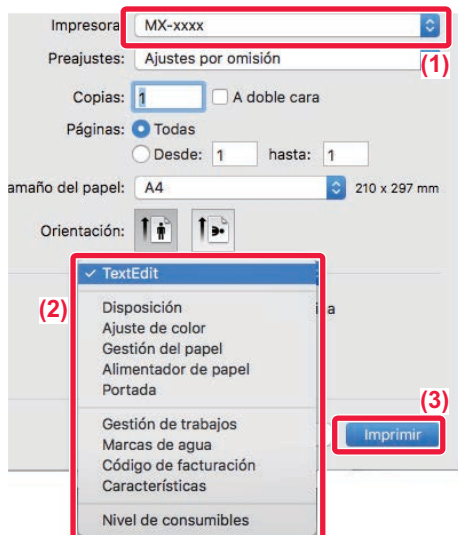 Impresora: MX-xxxx
(1)
Preajustes: Ajustes por omisión
Copias: 1 A doble cara
Páginas: Todas
Desde: 1 hasta: 1
amaño del papel: A4 210 x 297 mm
Orientación:
(2)
✓ TextEdit
Disposición
Ajuste de color
Gestión del papel
Alimentador de papel
Portada
Gestión de trabajos
Marcas de agua
Código de facturación
Características
Nivel de consumibles
(3)
Imprimir